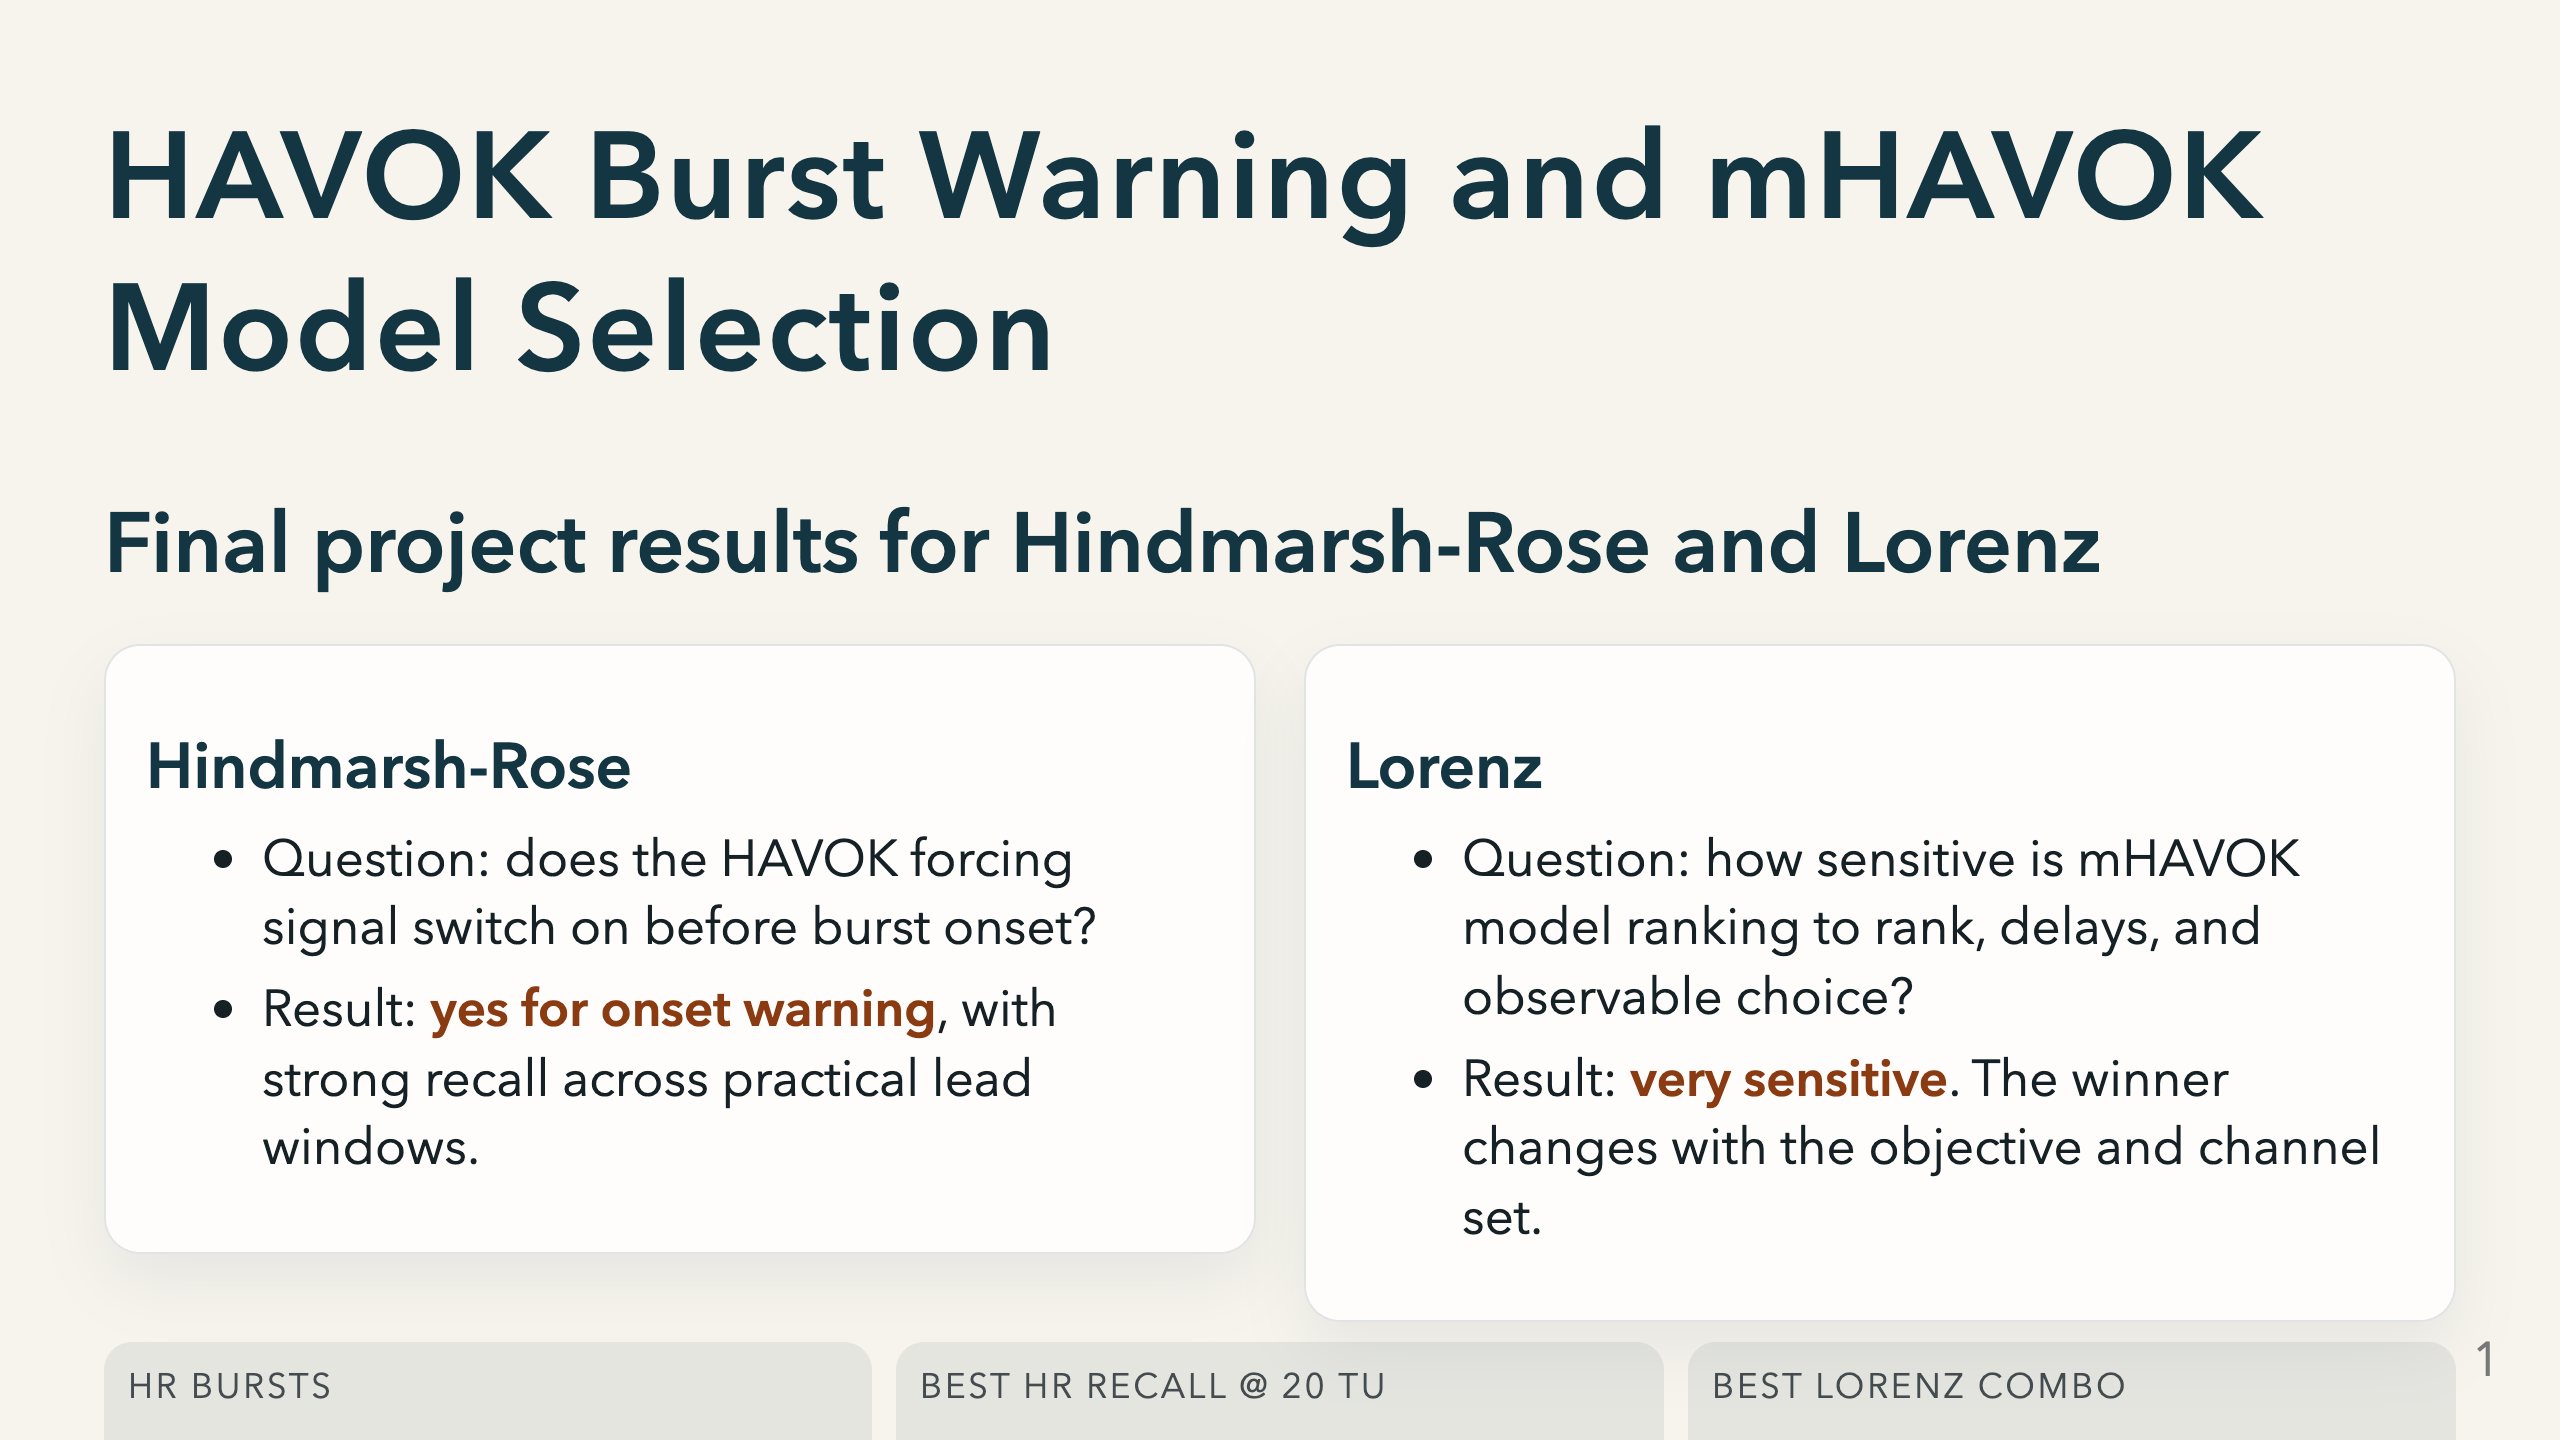 HAVOK Burst Warning and mHAVOK
Model Selection
Final project results for Hindmarsh-Rose and Lorenz
Hindmarsh-Rose
• Question: does the HAVOK forcing
signal switch on before burst onset?
• Result: yes for onset warning, with
strong recall across practical lead
windows.
Lorenz
• Question: how sensitive is mHAVOK
model ranking to rank, delays, and
observable choice?
• Result: very sensitive. The winner
changes with the objective and channel
set.
HR BURSTS
BEST HR RECALL @ 20 TU
BEST LORENZ COMBO
1